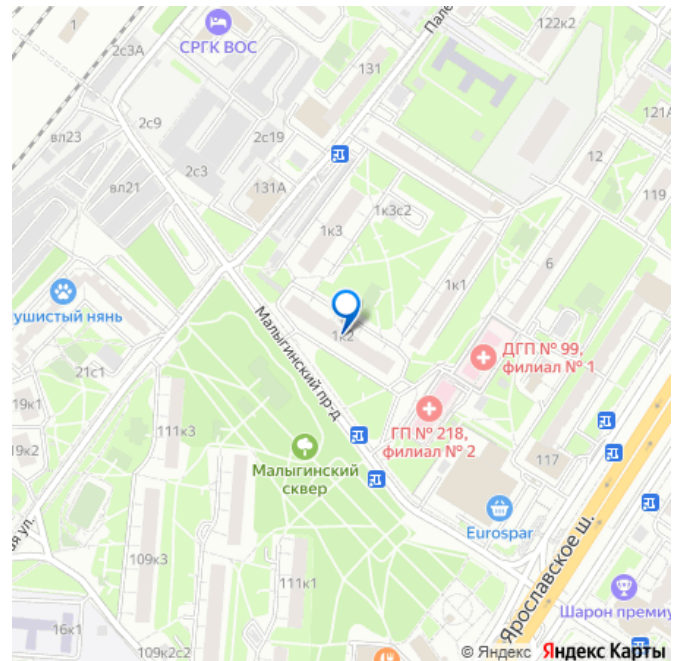 1
2с3А
СРГК ВОС
131
Пале
122к2
2с9
вл23
2с19
2с3
вл21
131А
121А
12
119
1к3с2
1к3
1к1
6
ушистый нянь
1к2
Малыгинский пр-д
ДГП № 99,
филиал № 1
21с1
19к1
19к2
111к3
ГП № 218,
филиал № 2
Малыгинский
сквер
117
Eurospar
ая ул.
109к3
111к1
Ярославское ш.
Шарон премиу
16к1
109к2с2
© Яндекс Яндекс Карты